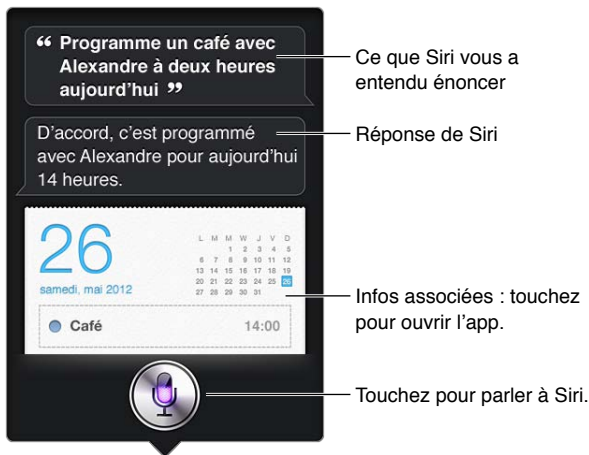 “ Programme un café avec
Alexandre à deux heures
aujourd’hui ”
Ce que Siri vous a
entendu énoncer
D’accord, c’est programmé
avec Alexandre pour aujourd’hui
14 heures.
Réponse de Siri
26
samedi, mai 2012
L M M W J V D
1 2 3 4 5
6 7 8 9 10 11 12
13 14 15 16 17 18 19
20 21 22 23 24 25 26
27 28 29 30 31
Café 14:00
Infos associées : touchez
pour ouvrir l’app.
Touchez pour parler à Siri.